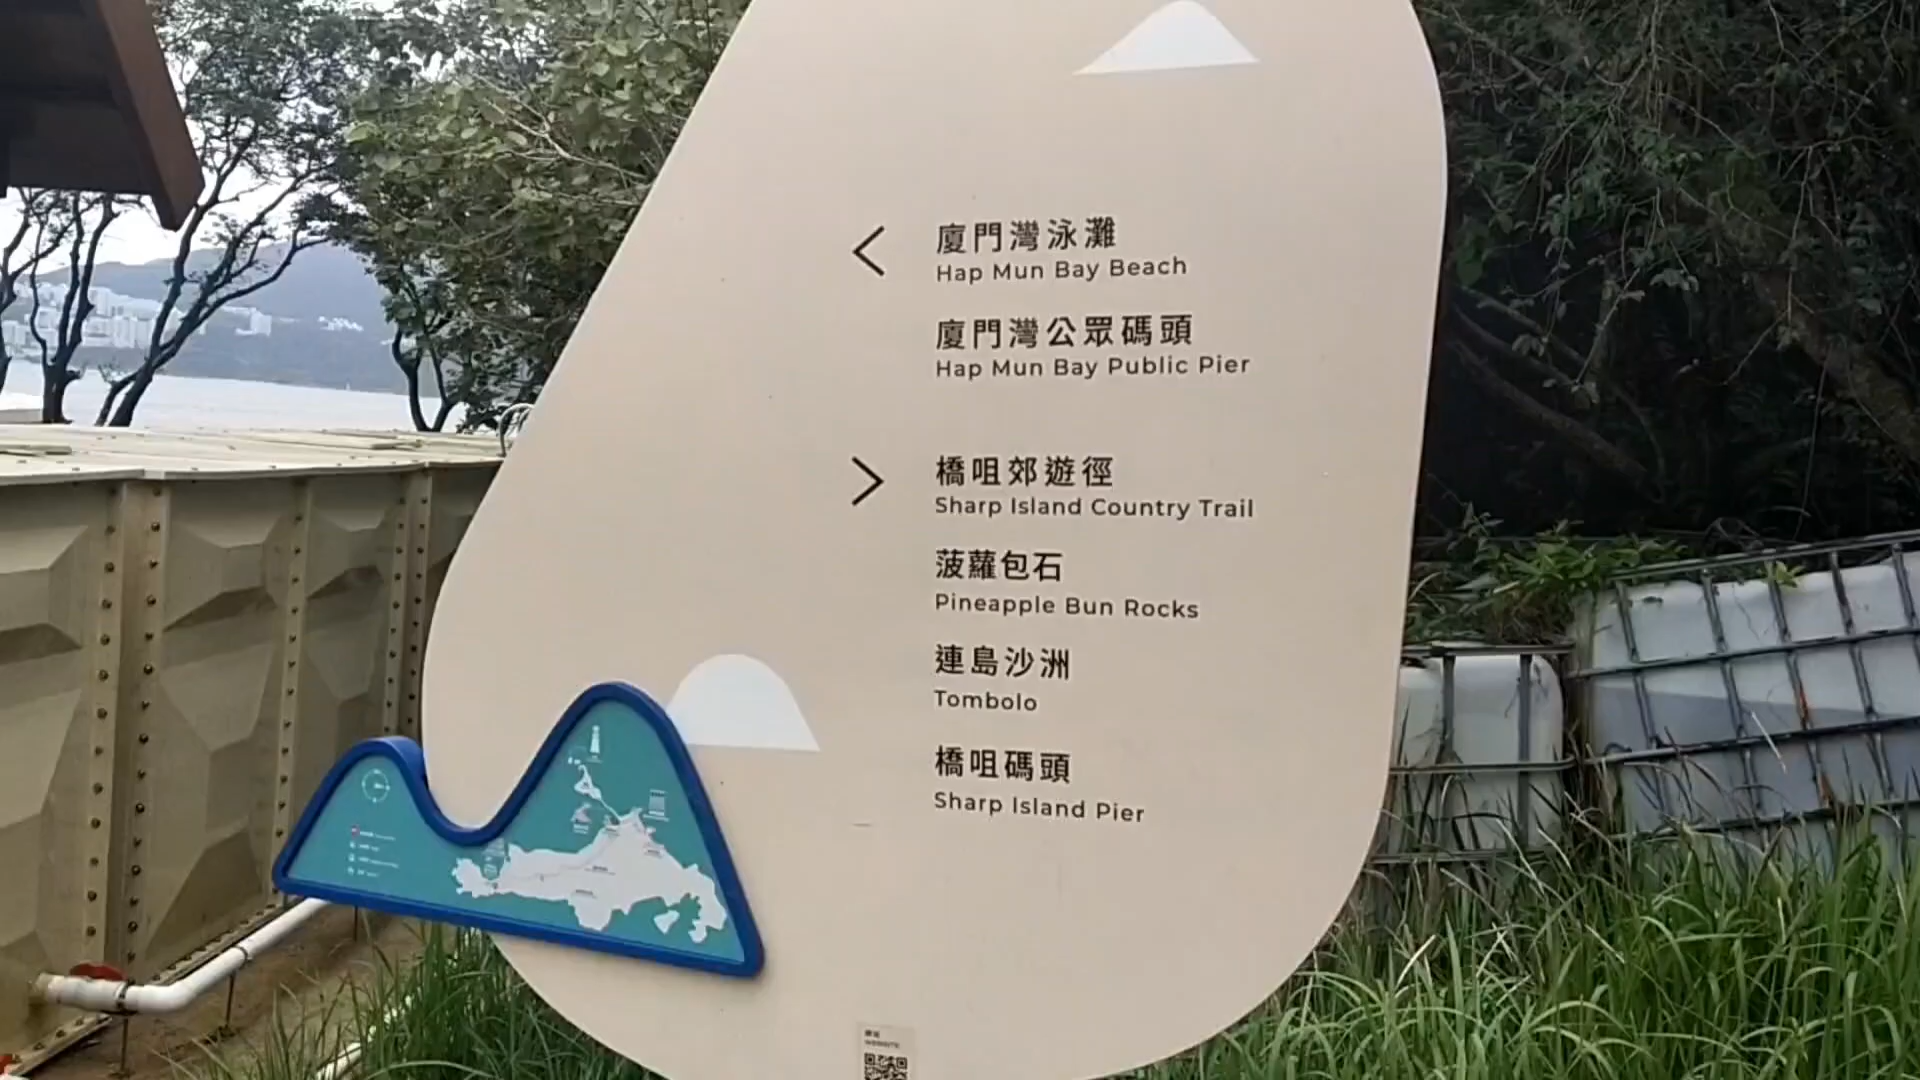 廈門灣泳灘
Hap Mun Bay Beach
廈門灣公眾碼頭
Hap Mun Bay Public Pier
橋咀郊遊徑
Sharp Island Country Trail
菠蘿包石
Pineapple Bun Rocks
連島沙洲
Tombolo
橋咀碼頭
Sharp Island Pier